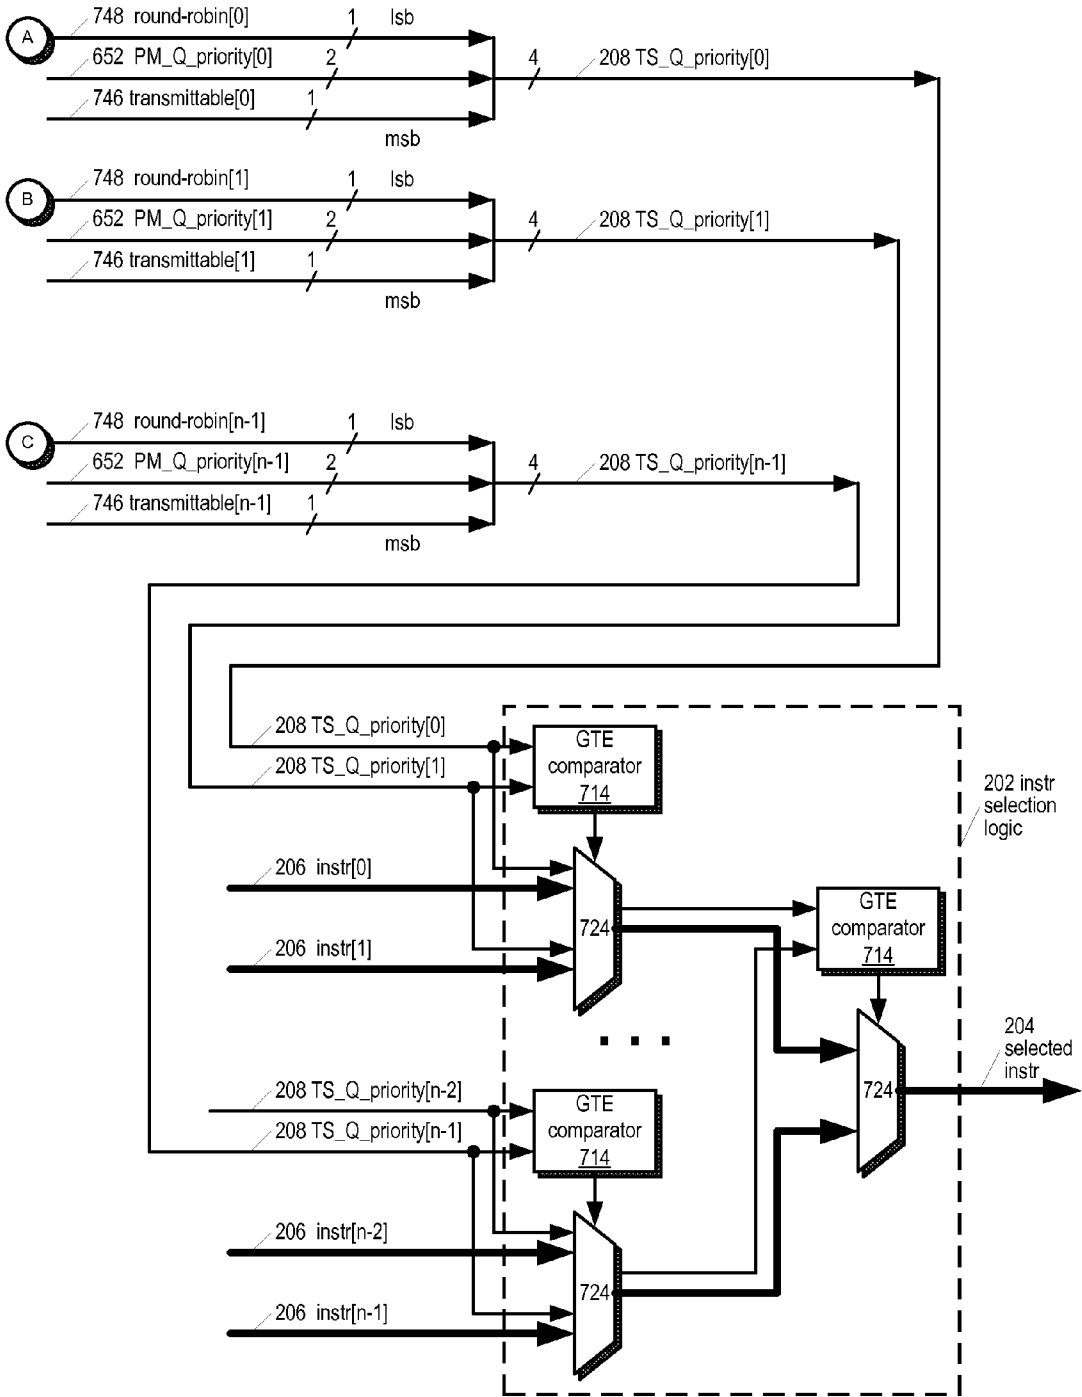 A
748 round-robin[0] 1 lsb
652 PM_Q_priority[0] 2 4 208 TS_Q_priority[0]
746 transmittable[0] 1
msb
B
748 round-robin[1] 1 lsb
652 PM_Q_priority[1] 2 4 208 TS_Q_priority[1]
746 transmittable[1] 1
msb
C
748 round-robin[n-1] 1 lsb
652 PM_Q_priority[n-1] 2 4 208 TS_Q_priority[n-1]
746 transmittable[n-1] 1
msb
208 TS_Q_priority[0]
208 TS_Q_priority[1]
GTE
comparator
714
202 instr
selection
logic
206 instr[0]
206 instr[1]
724
GTE
comparator
714
204
selected
instr
724
208 TS_Q_priority[n-2]
208 TS_Q_priority[n-1]
GTE
comparator
714
206 instr[n-2]
206 instr[n-1]
724